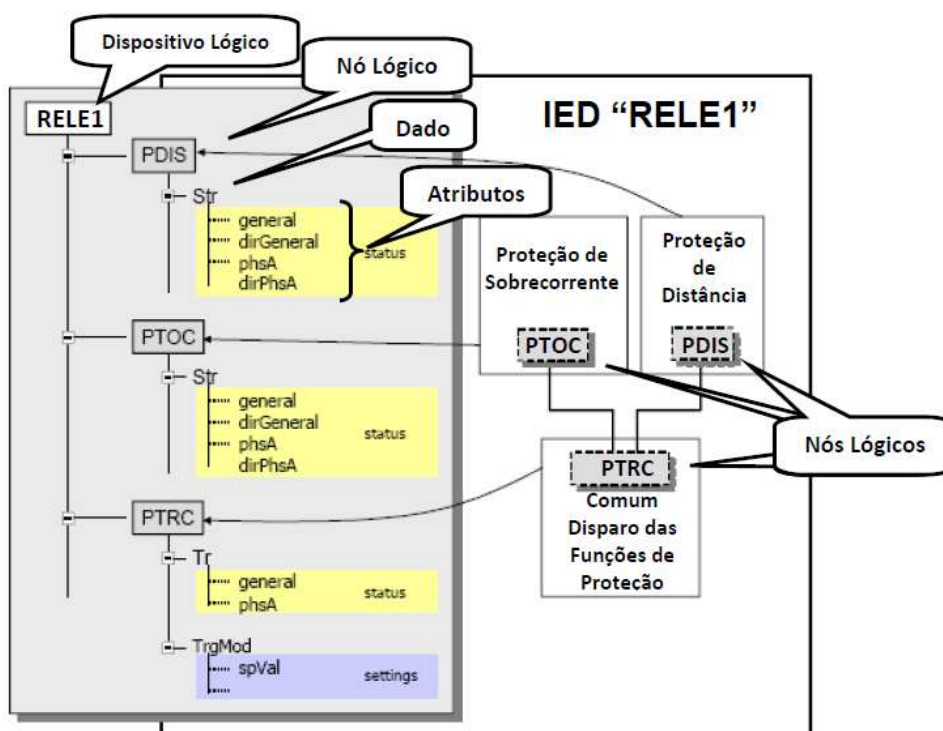 Dispositivo Lógico
Nó Lógico
Dado
Atributos
RELE1
PDIS
Str
general
dirGeneral
phsA
dirPhsA
status
PTOC
Str
general
dirGeneral
phsA
dirPhsA
status
PTRC
Tr
general
phsA
status
TrgMod
spVal
settings
IED “RELE1”
Proteção de
Sobrecorrente
PTOC
Proteção
de
Distância
PDIS
Nós Lógicos
PTRC
Comum
Disparo das
Funções de
Proteção